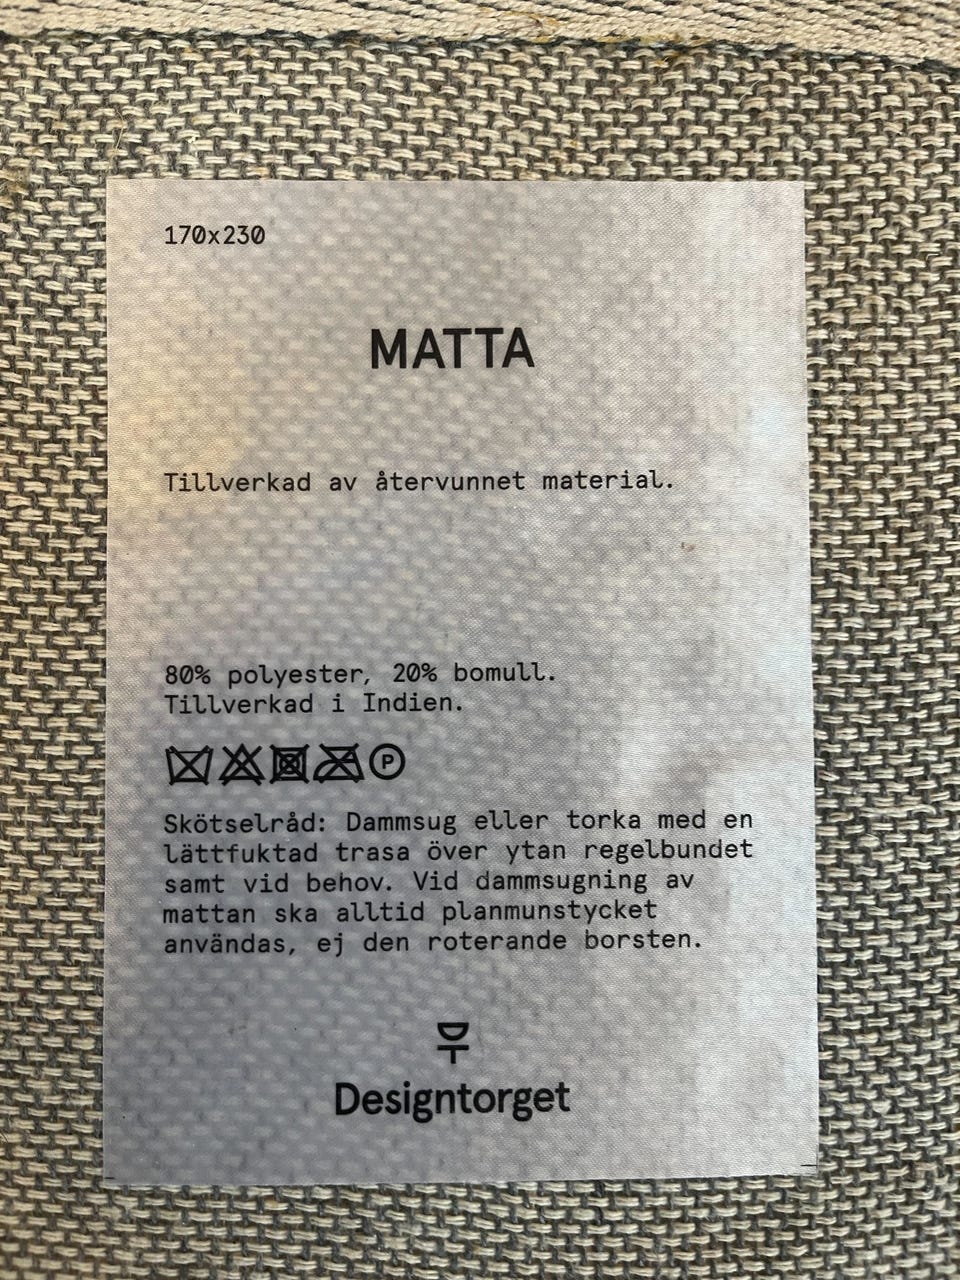 170x230
MATTA
Tillverkad av återvunnet material.
80% polyester, 20% bomull.
Tillverkad i Indien.
P
Skötselråd: Dammsug eller torka med en
lättfuktad trasa över ytan regelbundet
samt vid behov. Vid dammsugning av
mattan ska alltid planmunstycket
användas, ej den roterande borsten.
DT
Designtorget